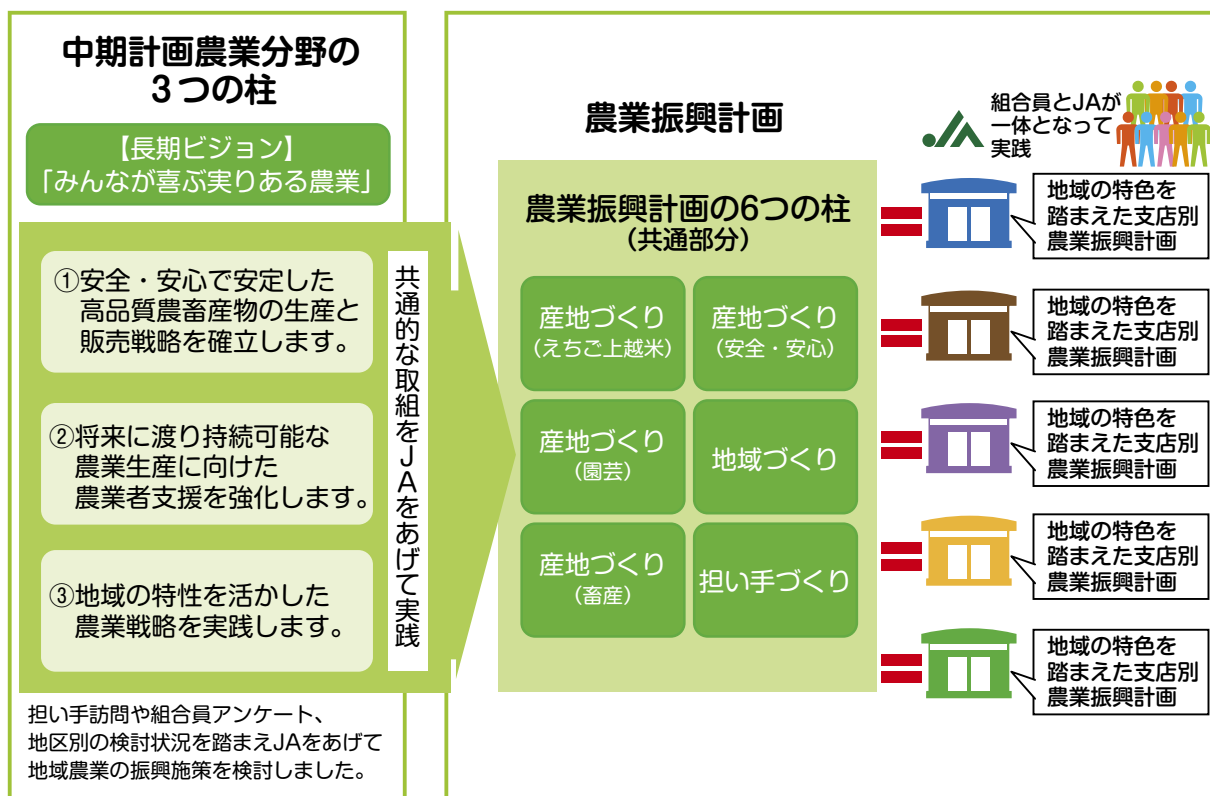 中期計画農業分野の
３つの柱
【長期ビジョン】
「みんなが喜ぶ実りある農業」
①安全・安心で安定した
高品質農畜産物の生産と
販売戦略を確立します。
②将来に渡り持続可能な
農業生産に向けた
農業者支援を強化します。
③地域の特性を活かした
農業戦略を実践します。
共通的な取組をＪＡをあげて実践
担い手訪問や組合員アンケート、
地区別の検討状況を踏まえJAをあげて
地域農業の振興施策を検討しました。
農業振興計画
農業振興計画の6つの柱
（共通部分）
産地づくり
（えちご上越米）
産地づくり
（安全・安心）
産地づくり
（園芸）
地域づくり
産地づくり
（畜産）
担い手づくり
JA
組合員とJAが
一体となって
実践
地域の特色を
踏まえた支店別
農業振興計画
地域の特色を
踏まえた支店別
農業振興計画
地域の特色を
踏まえた支店別
農業振興計画
地域の特色を
踏まえた支店別
農業振興計画
地域の特色を
踏まえた支店別
農業振興計画